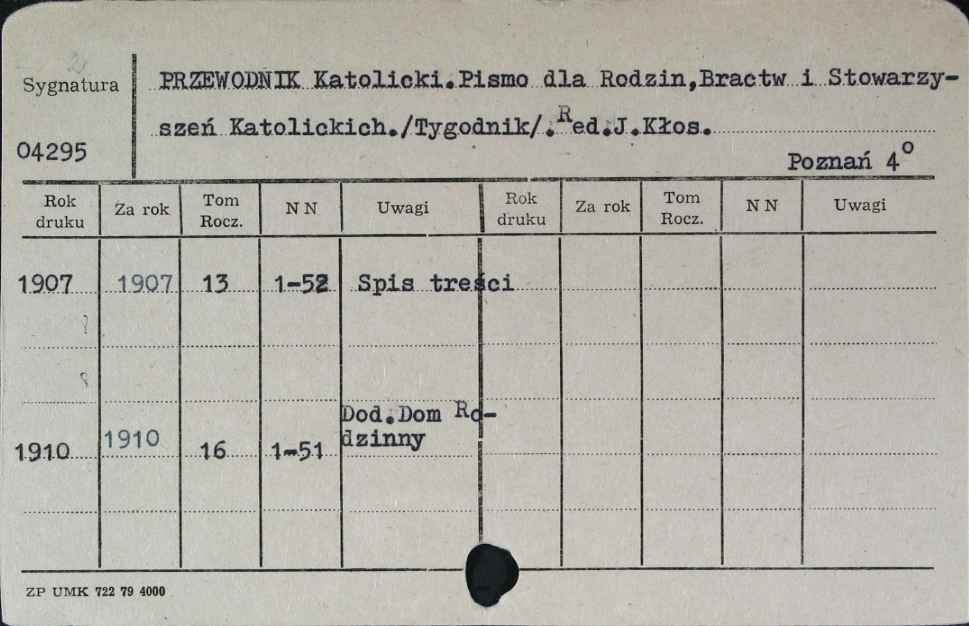 Sygnatura
PRZEWODNIK Katolicki.Pismo dla Rodzin,Bractw i Stowarzy-
szeń Katolickich./Tygodnik/.Red.J.Kłos.
04295
Poznań 4°
Rok druku Za rok Tom Rocz. N N Uwagi Rok druku Za rok Tom Rocz. N N Uwagi
1907 1907 13 1-52 Spis treści
Dod.Dom Ro-
1910 1910 16 1-51 dzinny
ZP UMK 722 79 4000